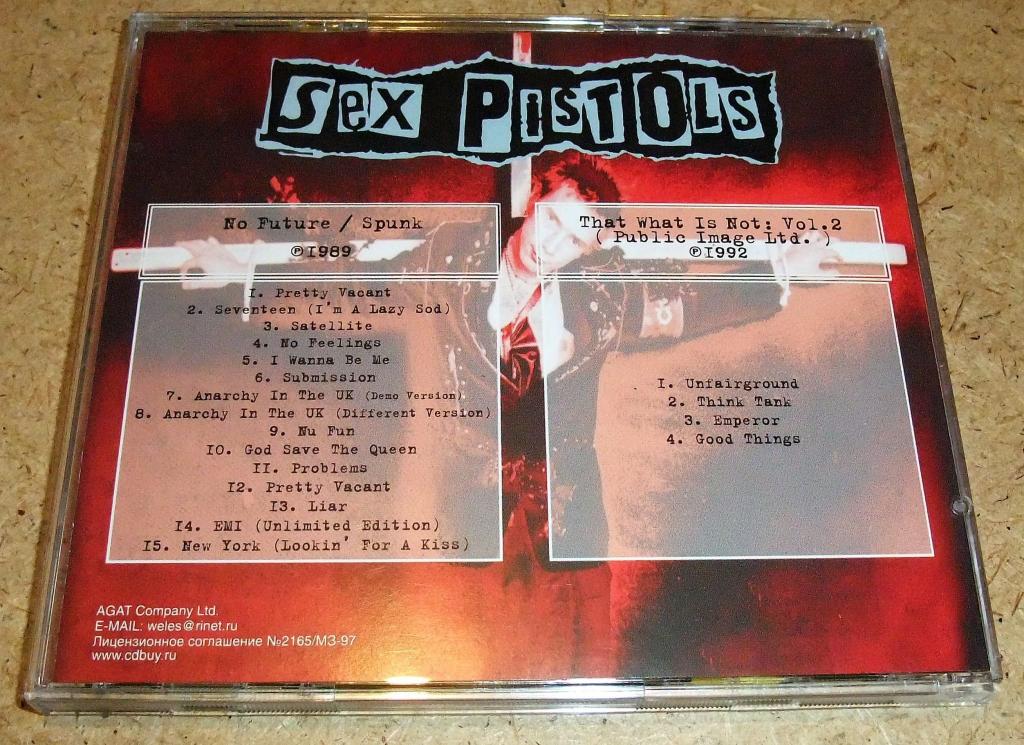 Sex PistOLs
No Future / Spunk
℗1989
1. Pretty Vacant
2. Seventeen (I'm A Lazy Sod)
3. Satellite
4. No Feelings
5. I Wanna Be Me
6. Submission
7. Anarchy In The UK (Demo Version)
8. Anarchy In The UK (Different Version)
9. Nu Fun
10. God Save The Queen
11. Problems
12. Pretty Vacant
13. Liar
14. EMI (Unlimited Edition)
15. New York (Lookin' For A Kiss)
That What Is Not: Vol.2
( Public Image Ltd. )
℗1992
1. Unfairground
2. Think Tank
3. Emperor
4. Good Things
AGAT Company Ltd.
E-MAIL: weles@rinet.ru
Лицензионное соглашение №2165/МЗ-97
www.cdbuy.ru